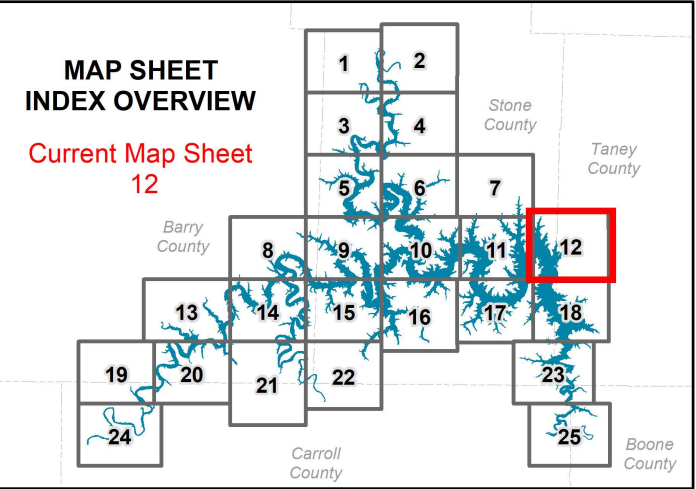 MAP SHEET
INDEX OVERVIEW
Current Map Sheet
12
1
2
Stone
County
3
4
Taney
County
5
6
7
Barry
County
8
9
10
11
12
13
14
15
16
17
18
19
20
21
22
23
24
25
Carroll
County
Boone
County